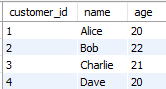 customer_id name age
1 Alice 20
2 Bob 22
3 Charlie 21
4 Dave 20